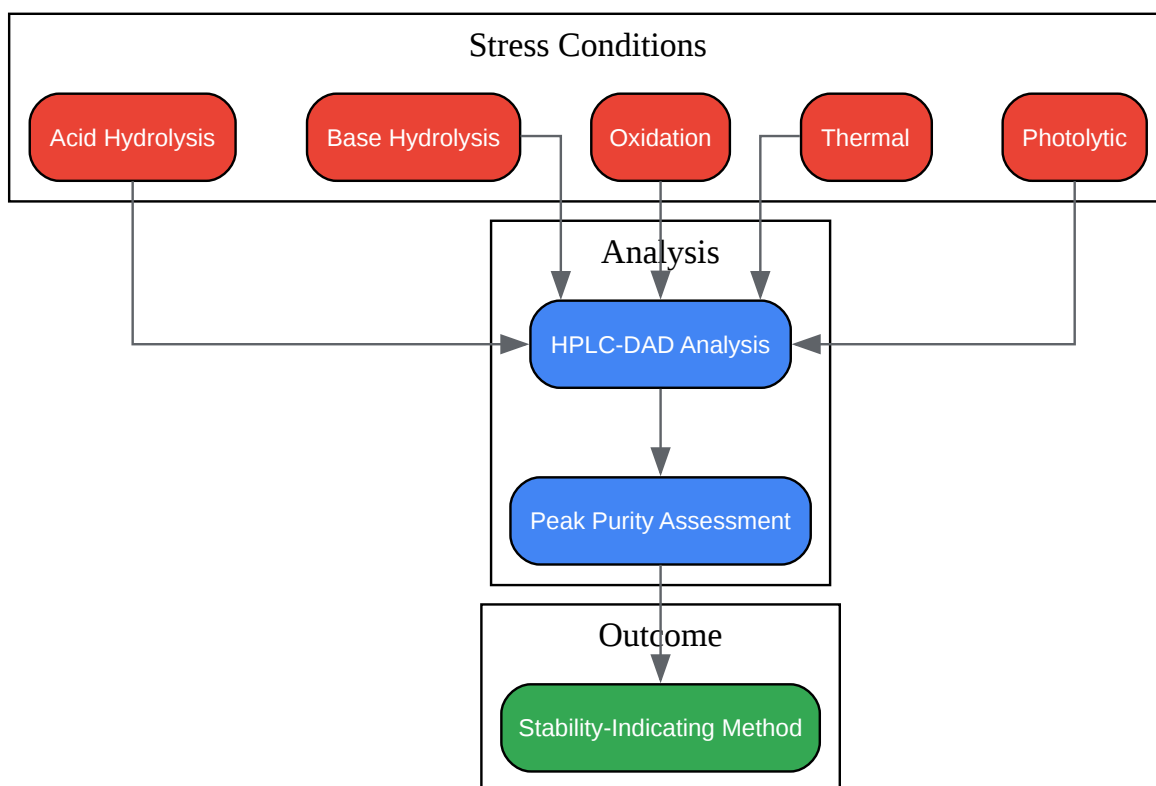 Stress Conditions
Acid Hydrolysis
Base Hydrolysis
Oxidation
Thermal
Photolytic
Analysis
HPLC-DAD Analysis
Peak Purity Assessment
Outcome
Stability-Indicating Method